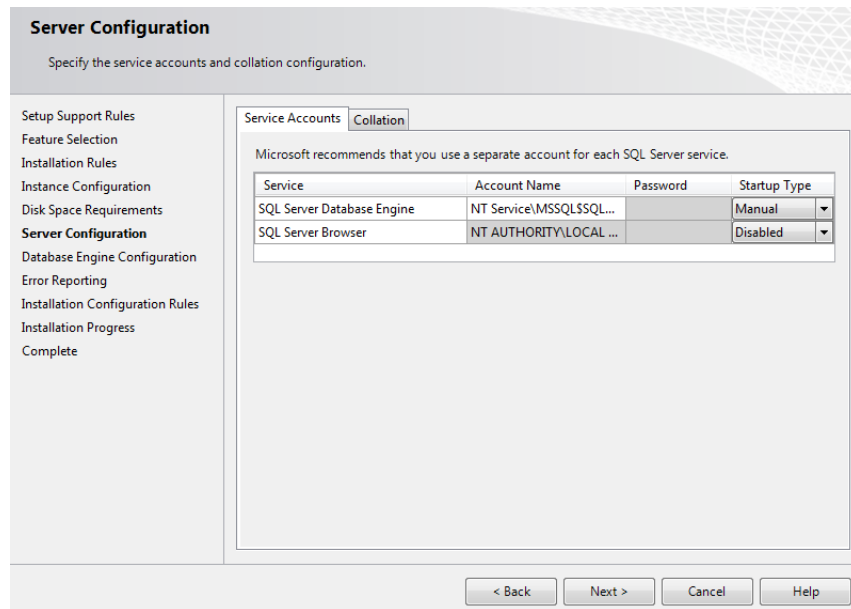 Server Configuration
Specify the service accounts and collation configuration.
Setup Support Rules
Feature Selection
Installation Rules
Instance Configuration
Disk Space Requirements
Server Configuration
Database Engine Configuration
Error Reporting
Installation Configuration Rules
Installation Progress
Complete
Service Accounts Collation
Microsoft recommends that you use a separate account for each SQL Server service.
Service Account Name Password Startup Type
SQL Server Database Engine NT Service\MSSQL$SQL... Manual
SQL Server Browser NT AUTHORITY\LOCAL ... Disabled
< Back Next > Cancel Help